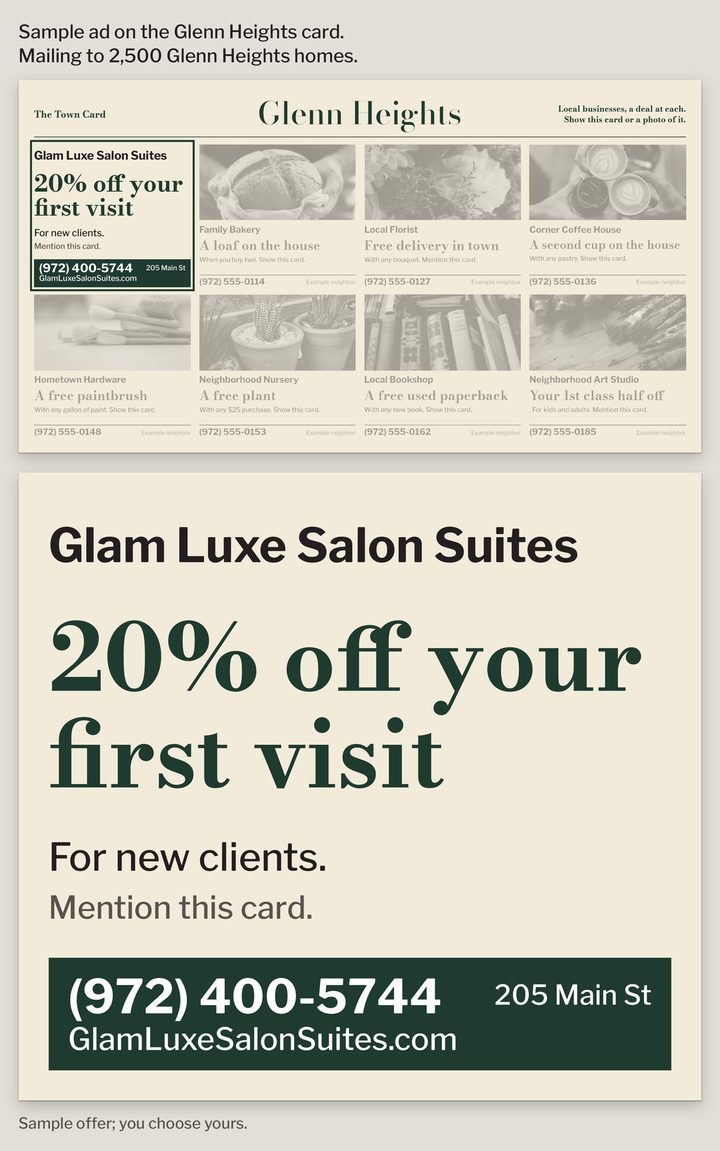 Sample ad on the Glenn Heights card.
Mailing to 2,500 Glenn Heights homes.
The Town Card
Glenn Heights
Local businesses, a deal at each.
Show this card or a photo of it.
Glam Luxe Salon Suites
20% off your
first visit
For new clients.
Mention this card.
(972) 400-5744
205 Main St
GlamLuxeSalonSuites.com
Family Bakery
A loaf on the house
When you buy two. Show this card.
(972) 555-0114
Example neighbor
Local Florist
Free delivery in town
With any bouquet. Mention this card.
(972) 555-0127
Example neighbor
Corner Coffee House
A second cup on the house
With any pastry. Show this card.
(972) 555-0136
Example neighbor
Hometown Hardware
A free paintbrush
With any gallon of paint. Show this card.
(972) 555-0148
Example neighbor
Neighborhood Nursery
A free plant
With any $25 purchase. Show this card.
(972) 555-0153
Example neighbor
Local Bookshop
A free used paperback
With any new book. Show this card.
(972) 555-0162
Example neighbor
Neighborhood Art Studio
Your 1st class half off
For kids and adults. Mention this card.
(972) 555-0185
Example neighbor
Glam Luxe Salon Suites
20% off your
first visit
For new clients.
Mention this card.
(972) 400-5744
205 Main St
GlamLuxeSalonSuites.com
Sample offer; you choose yours.